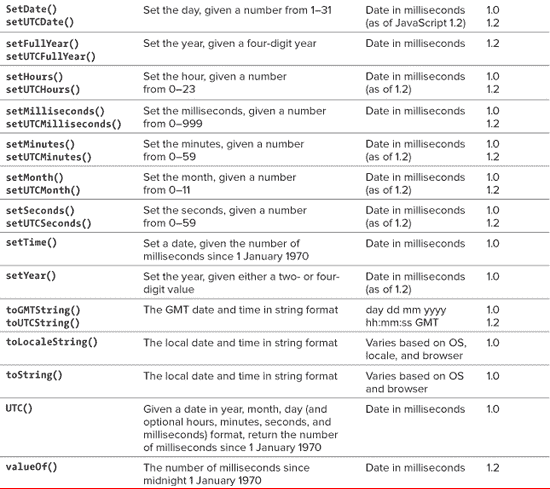 SetDate() Set the day, given a number from 1–31 Date in milliseconds 1.0
setUTCDate() (as of JavaScript 1.2) 1.2
setFullYear() Set the year, given a four-digit year Date in milliseconds 1.2
setUTCFullYear()
setHours() Set the hour, given a number Date in milliseconds 1.0
setUTCHours() from 0–23 (as of 1.2) 1.2
setMilliseconds() Set the milliseconds, given a number Date in milliseconds 1.0
setUTCMilliseconds() from 0–999 1.2
setMinutes() Set the minutes, given a number Date in milliseconds 1.0
setUTCMinutes() from 0–59 (as of 1.2) 1.2
setMonth() Set the month, given a number Date in milliseconds 1.0
setUTCMonth() from 0–11 (as of 1.2) 1.2
setSeconds() Set the seconds, given a number Date in milliseconds 1.0
setUTCSeconds() from 0–59 (as of 1.2) 1.2
setTime() Set a date, given the number of Date in milliseconds 1.0
milliseconds since 1 January 1970
setYear() Set the year, given either a two- or four- Date in milliseconds 1.0
digit value (as of 1.2)
toGMTString() The GMT date and time in string format day dd mm yyyy 1.0
toUTCString() hh:mm:ss GMT 1.2
toLocaleString() The local date and time in string format Varies based on OS, 1.0
locale, and browser
toString() The local date and time in string format Varies based on OS 1.0
and browser
UTC() Given a date in year, month, day (and Date in milliseconds 1.0
optional hours, minutes, seconds, and
milliseconds) format, return the number
of milliseconds since 1 January 1970
valueOf() The number of milliseconds since Date in milliseconds 1.2
midnight 1 January 1970